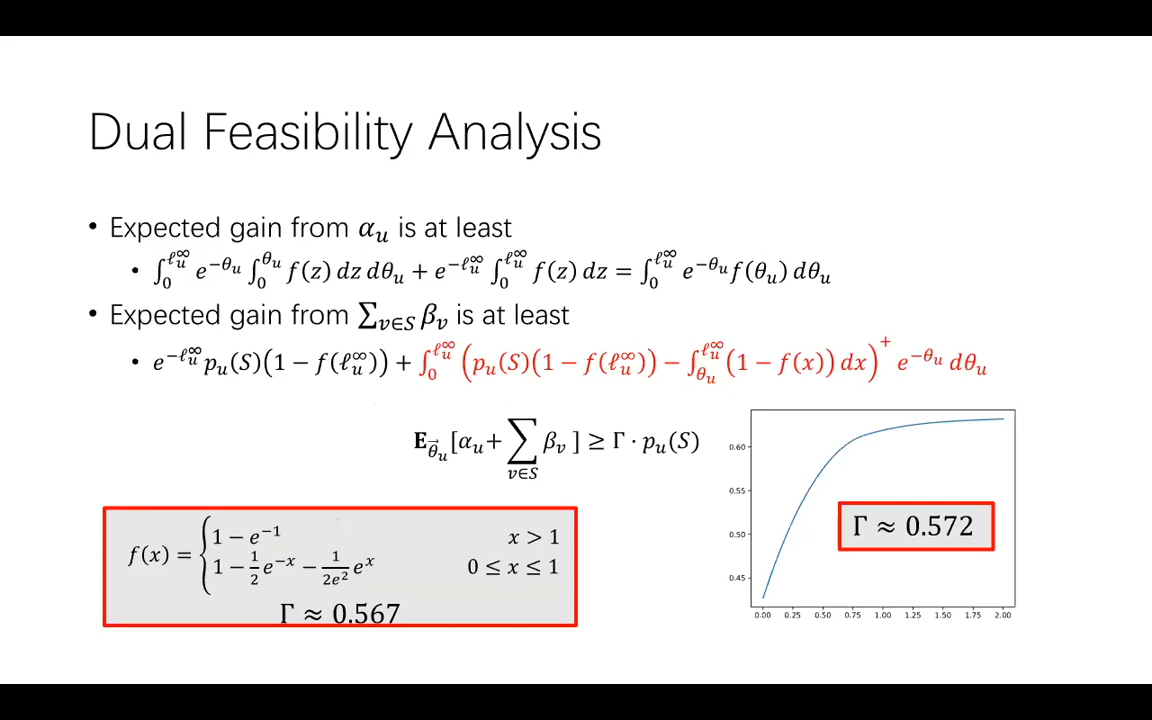 Dual Feasibility Analysis
• Expected gain from α_u is at least
• ∫_0^{ℓ_u^∞} e^{−θ_u} ∫_0^{θ_u} f(z) dz dθ_u + e^{−ℓ_u^∞} ∫_0^{ℓ_u^∞} f(z) dz = ∫_0^{ℓ_u^∞} e^{−θ_u} f(θ_u) dθ_u
• Expected gain from ∑_{v∈S} β_v is at least
• e^{−ℓ_u^∞} p_u(S)(1 − f(ℓ_u^∞)) + ∫_0^{ℓ_u^∞} (p_u(S)(1 − f(ℓ_u^∞)) − ∫_{θ_u}^{ℓ_u^∞} (1 − f(x)) dx)^+ e^{−θ_u} dθ_u
E_{θ⃗_u}[α_u + ∑_{v∈S} β_v ] ≥ Γ · p_u(S)
f(x) = { 1 − e^{−1} x > 1
1 − \frac{1}{2}e^{−x} − \frac{1}{2e^2}e^x 0 ≤ x ≤ 1
Γ ≈ 0.567
0.60
0.55
0.50
0.45
Γ ≈ 0.572
0.00 0.25 0.50 0.75 1.00 1.25 1.50 1.75 2.00